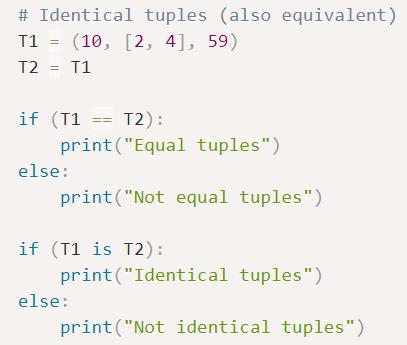 # Identical tuples (also equivalent)
T1 = (10, [2, 4], 59)
T2 = T1

if (T1 == T2):
    print("Equal tuples")
else:
    print("Not equal tuples")

if (T1 is T2):
    print("Identical tuples")
else:
    print("Not identical tuples")